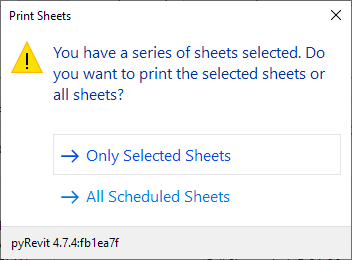 Print Sheets
You have a series of sheets selected. Do
you want to print the selected sheets or
all sheets?
Only Selected Sheets
All Scheduled Sheets
pyRevit 4.7.4:fb1ea7f